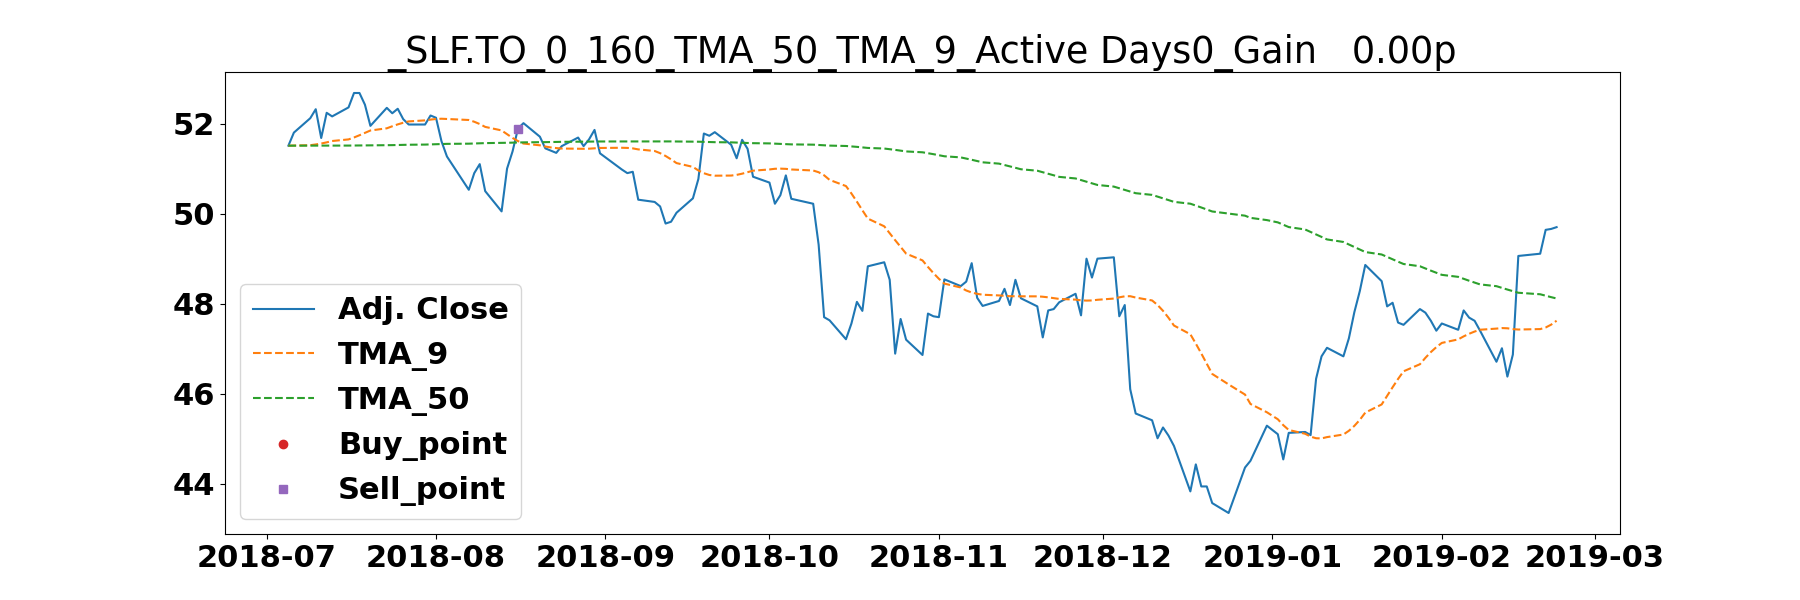 _SLF.TO_0_160_TMA_50_TMA_9_Active Days0_Gain   0.00p
52
50
48
46
44
Adj. Close
TMA_9
TMA_50
Buy_point
Sell_point
2018-07 2018-08 2018-09 2018-10 2018-11 2018-12 2019-01 2019-02 2019-03